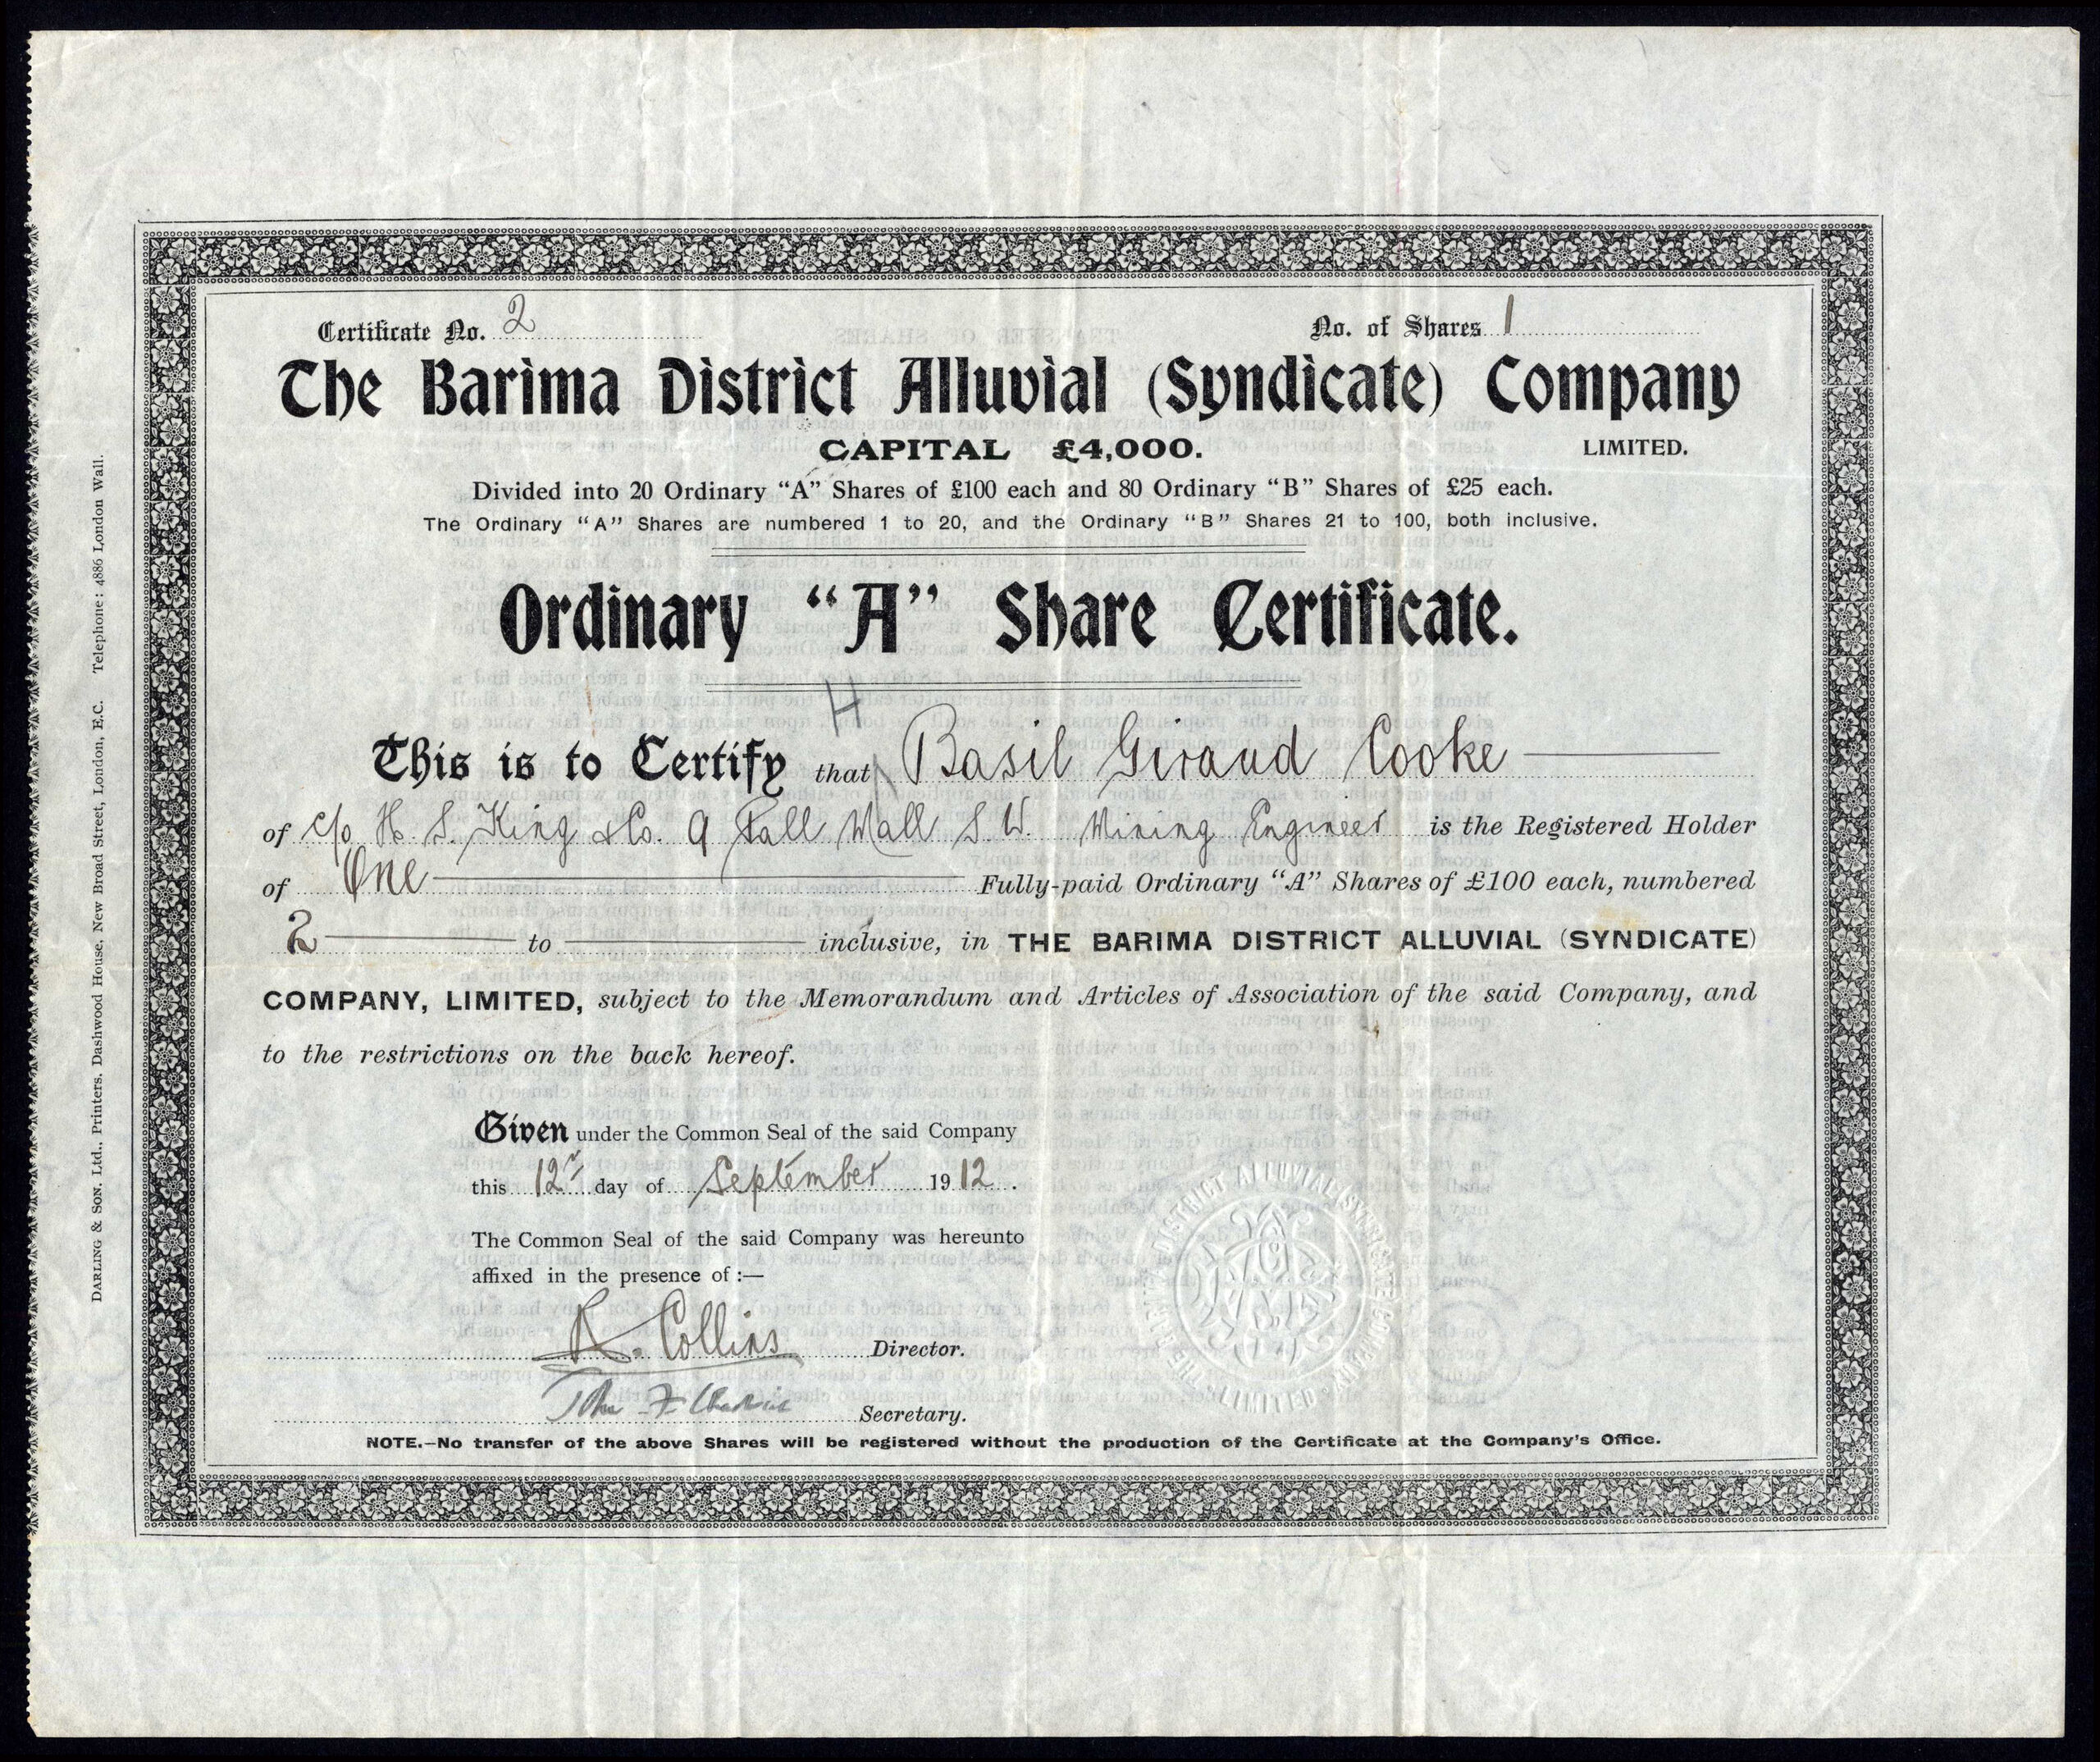 Certificate No. 2
No. of Shares 1
The Barima District Alluvial (Syndicate) Company
CAPITAL £4,000. LIMITED.
Divided into 20 Ordinary "A" Shares of £100 each and 80 Ordinary "B" Shares of £25 each.
The Ordinary "A" Shares are numbered 1 to 20, and the Ordinary "B" Shares 21 to 100, both inclusive.
Ordinary "A" Share Certificate.
H
This is to Certify that Basil Giraud Cooke
of c/o H. S. King & Co. 9 Pall Mall S.W. Mining Engineer is the Registered Holder
of One Fully-paid Ordinary "A" Shares of £100 each, numbered
2 to inclusive, in THE BARIMA DISTRICT ALLUVIAL (SYNDICATE)
COMPANY, LIMITED, subject to the Memorandum and Articles of Association of the said Company, and
to the restrictions on the back hereof.
Given under the Common Seal of the said Company
this 12th day of September 1912.
The Common Seal of the said Company was hereunto
affixed in the presence of :—
R. Collins Director.
John F. Secretary.
NOTE.—No transfer of the above Shares will be registered without the production of the Certificate at the Company's Office.
DARLING & SON, Ltd., Printers, Dashwood House, New Broad Street, London, E.C. Telephone: 4886 London Wall.
THE BARIMA DISTRICT ALLUVIAL (SYNDICATE) COMPANY LIMITED